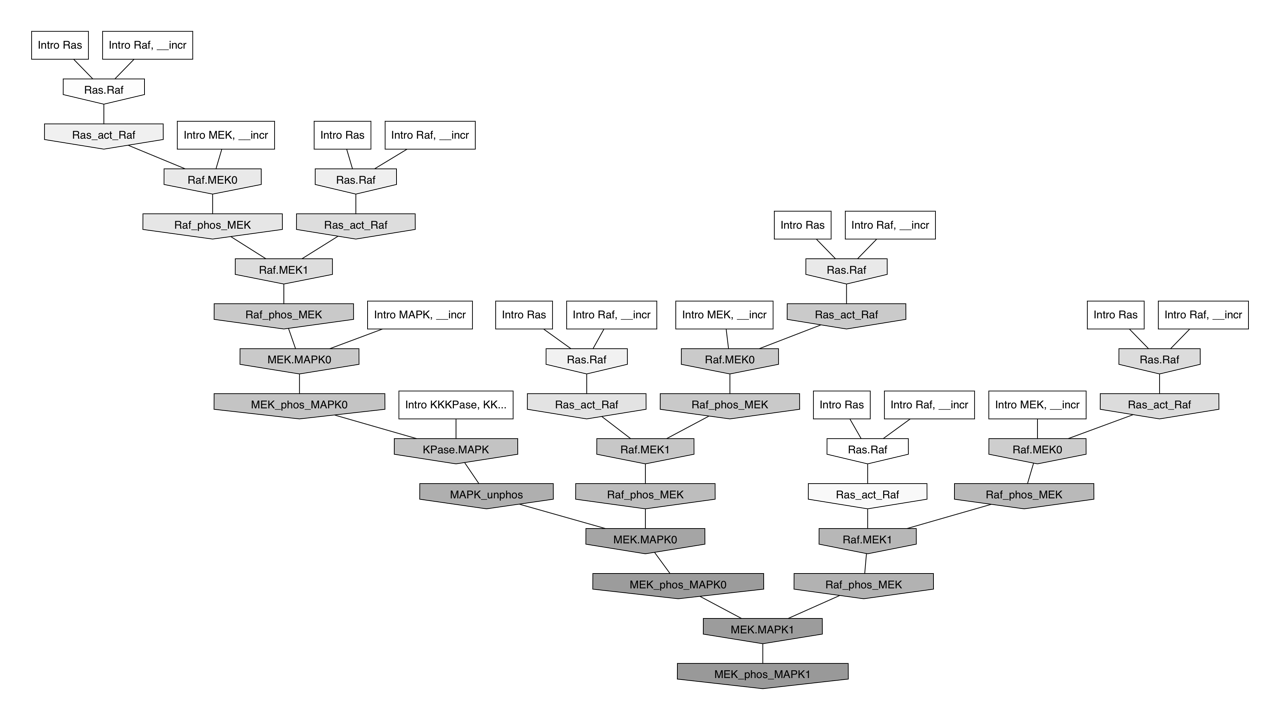 Intro Ras
Intro Raf, __incr
Ras.Raf
Ras_act_Raf
Intro MEK, __incr
Intro Ras
Intro Raf, __incr
Raf.MEK0
Ras.Raf
Raf_phos_MEK
Ras_act_Raf
Intro Ras
Intro Raf, __incr
Raf.MEK1
Ras.Raf
Raf_phos_MEK
Intro MAPK, __incr
Intro Ras
Intro Raf, __incr
Intro MEK, __incr
Ras_act_Raf
Intro Ras
Intro Raf, __incr
MEK.MAPK0
Ras.Raf
Raf.MEK0
Ras.Raf
MEK_phos_MAPK0
Intro KKKPase, KK...
Ras_act_Raf
Raf_phos_MEK
Intro Ras
Intro Raf, __incr
Intro MEK, __incr
Ras_act_Raf
KPase.MAPK
Raf.MEK1
Ras.Raf
Raf.MEK0
MAPK_unphos
Raf_phos_MEK
Ras_act_Raf
Raf_phos_MEK
MEK.MAPK0
Raf.MEK1
MEK_phos_MAPK0
Raf_phos_MEK
MEK.MAPK1
MEK_phos_MAPK1